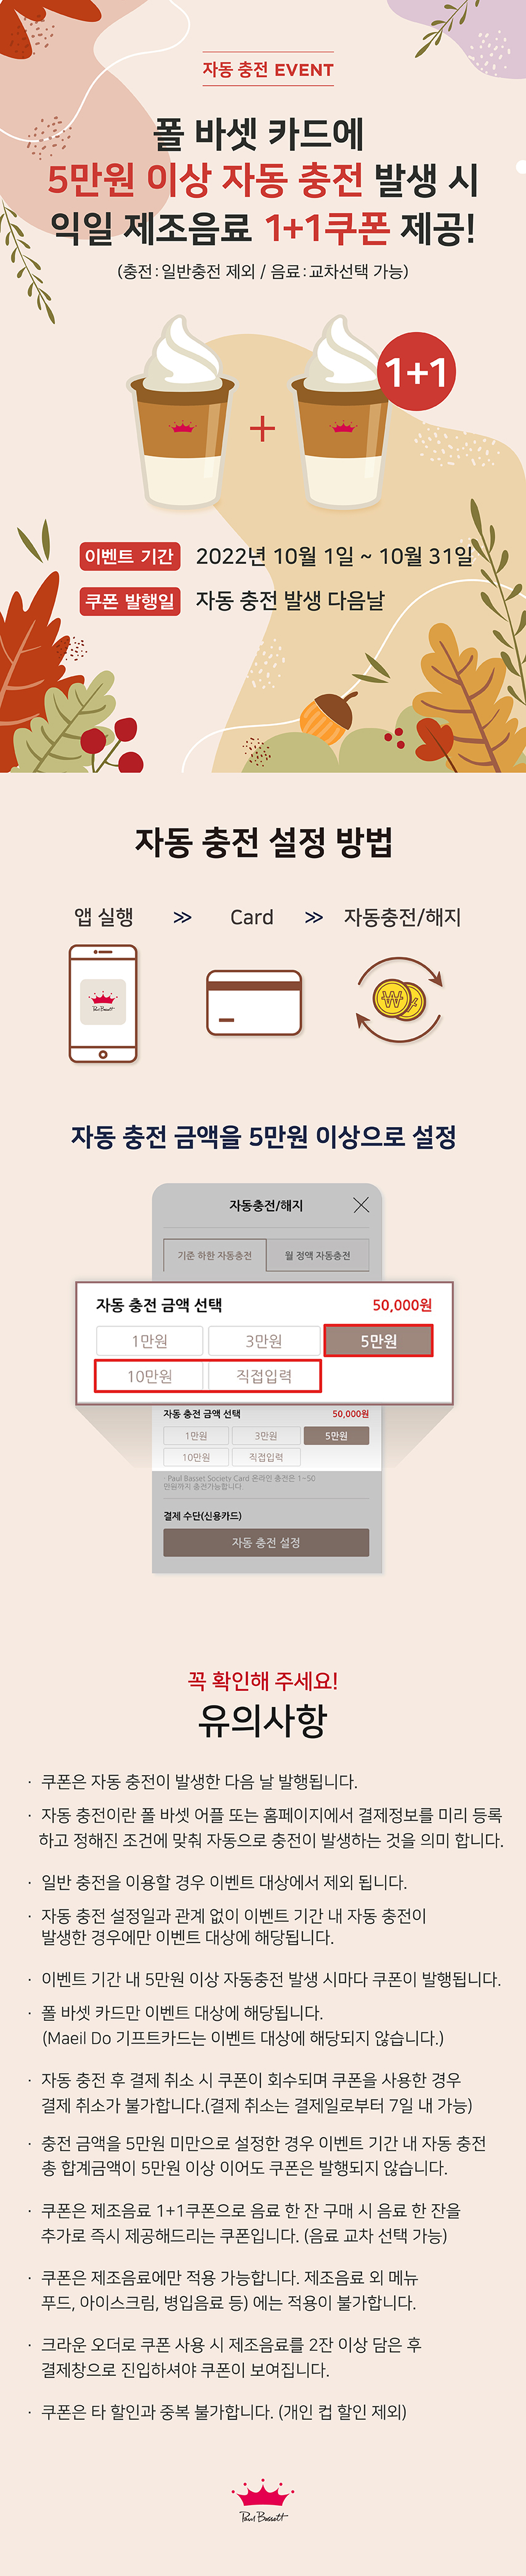 자동 충전 EVENT
폴 바셋 카드에
5만원 이상 자동 충전 발생 시
익일 제조음료 1+1쿠폰 제공!
(충전:일반충전 제외 / 음료:교차선택 가능)
1+1
+
이벤트 기간 2022년 10월 1일 ~ 10월 31일
쿠폰 발행일 자동 충전 발생 다음날
자동 충전 설정 방법
앱 실행 >> Card >> 자동충전/해지
Paul Bassett
자동 충전 금액을 5만원 이상으로 설정
자동충전/해지
기준 하한 자동충전 월 정액 자동충전
자동 충전 금액 선택 50,000원
1만원 3만원 5만원
10만원 직접입력
자동 충전 금액 선택 50,000원
1만원 3만원 5만원
10만원 직접입력
· Paul Basset Society Card 온라인 충전은 1~50
만원까지 충전가능합니다
결제 수단(신용카드)
자동 충전 설정
꼭 확인해 주세요!
유의사항
· 쿠폰은 자동 충전이 발생한 다음 날 발행됩니다.
· 자동 충전이란 폴 바셋 어플 또는 홈페이지에서 결제정보를 미리 등록
하고 정해진 조건에 맞춰 자동으로 충전이 발생하는 것을 의미 합니다.
· 일반 충전을 이용할 경우 이벤트 대상에서 제외 됩니다.
· 자동 충전 설정일과 관계 없이 이벤트 기간 내 자동 충전이
발생한 경우에만 이벤트 대상에 해당됩니다.
· 이벤트 기간 내 5만원 이상 자동충전 발생 시마다 쿠폰이 발행됩니다.
· 폴 바셋 카드만 이벤트 대상에 해당됩니다.
(Maeil Do 기프트카드는 이벤트 대상에 해당되지 않습니다.)
· 자동 충전 후 결제 취소 시 쿠폰이 회수되며 쿠폰을 사용한 경우
결제 취소가 불가합니다.(결제 취소는 결제일로부터 7일 내 가능)
· 충전 금액을 5만원 미만으로 설정한 경우 이벤트 기간 내 자동 충전
총 합계금액이 5만원 이상 이어도 쿠폰은 발행되지 않습니다.
· 쿠폰은 제조음료 1+1쿠폰으로 음료 한 잔 구매 시 음료 한 잔을
추가로 즉시 제공해드리는 쿠폰입니다. (음료 교차 선택 가능)
· 쿠폰은 제조음료에만 적용 가능합니다. 제조음료 외 메뉴
푸드, 아이스크림, 병입음료 등) 에는 적용이 불가합니다.
· 크라운 오더로 쿠폰 사용 시 제조음료를 2잔 이상 담은 후
결제창으로 진입하셔야 쿠폰이 보여집니다.
· 쿠폰은 타 할인과 중복 불가합니다. (개인 컵 할인 제외)
Paul Bassett